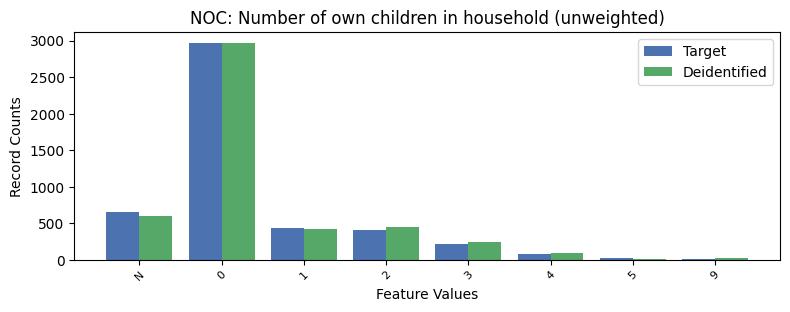 NOC: Number of own children in household (unweighted)
Target
Deidentified
3000
2500
2000
1500
1000
500
0
Record Counts
N 0 1 2 3 4 5 9
Feature Values